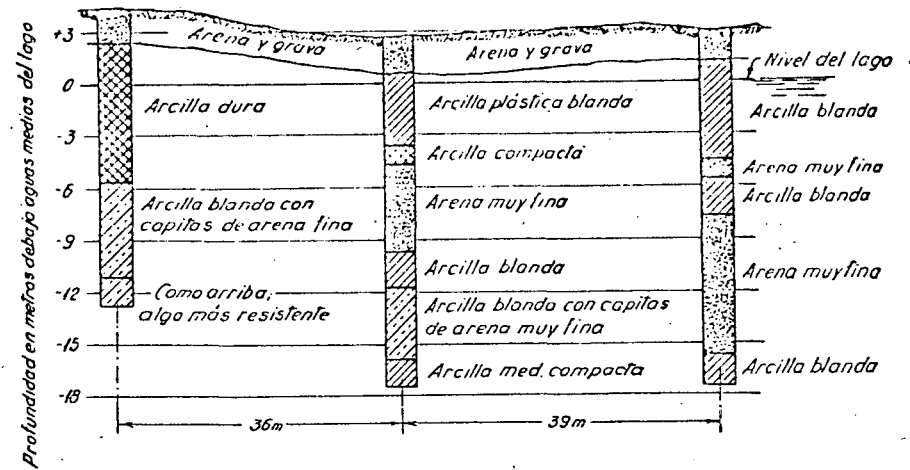 Profundidad en metros debajo aguas medias del lago
+3
0
-3
-6
-9
-12
-15
-18
Arena y grava
Arena y grava
Nivel del lago
Arcilla dura
Arcilla blanda con
capitas de arena fina
Como arriba,
algo más resistente
Arcilla plástica blanda
Arcilla compacta
Arena muy fina
Arcilla blanda
Arcilla blanda con capitas
de arena muy fina
Arcilla med. compacta
Arcilla blanda
Arena muy fina
Arcilla blanda
Arena muy fina
Arcilla blanda
36m
39m